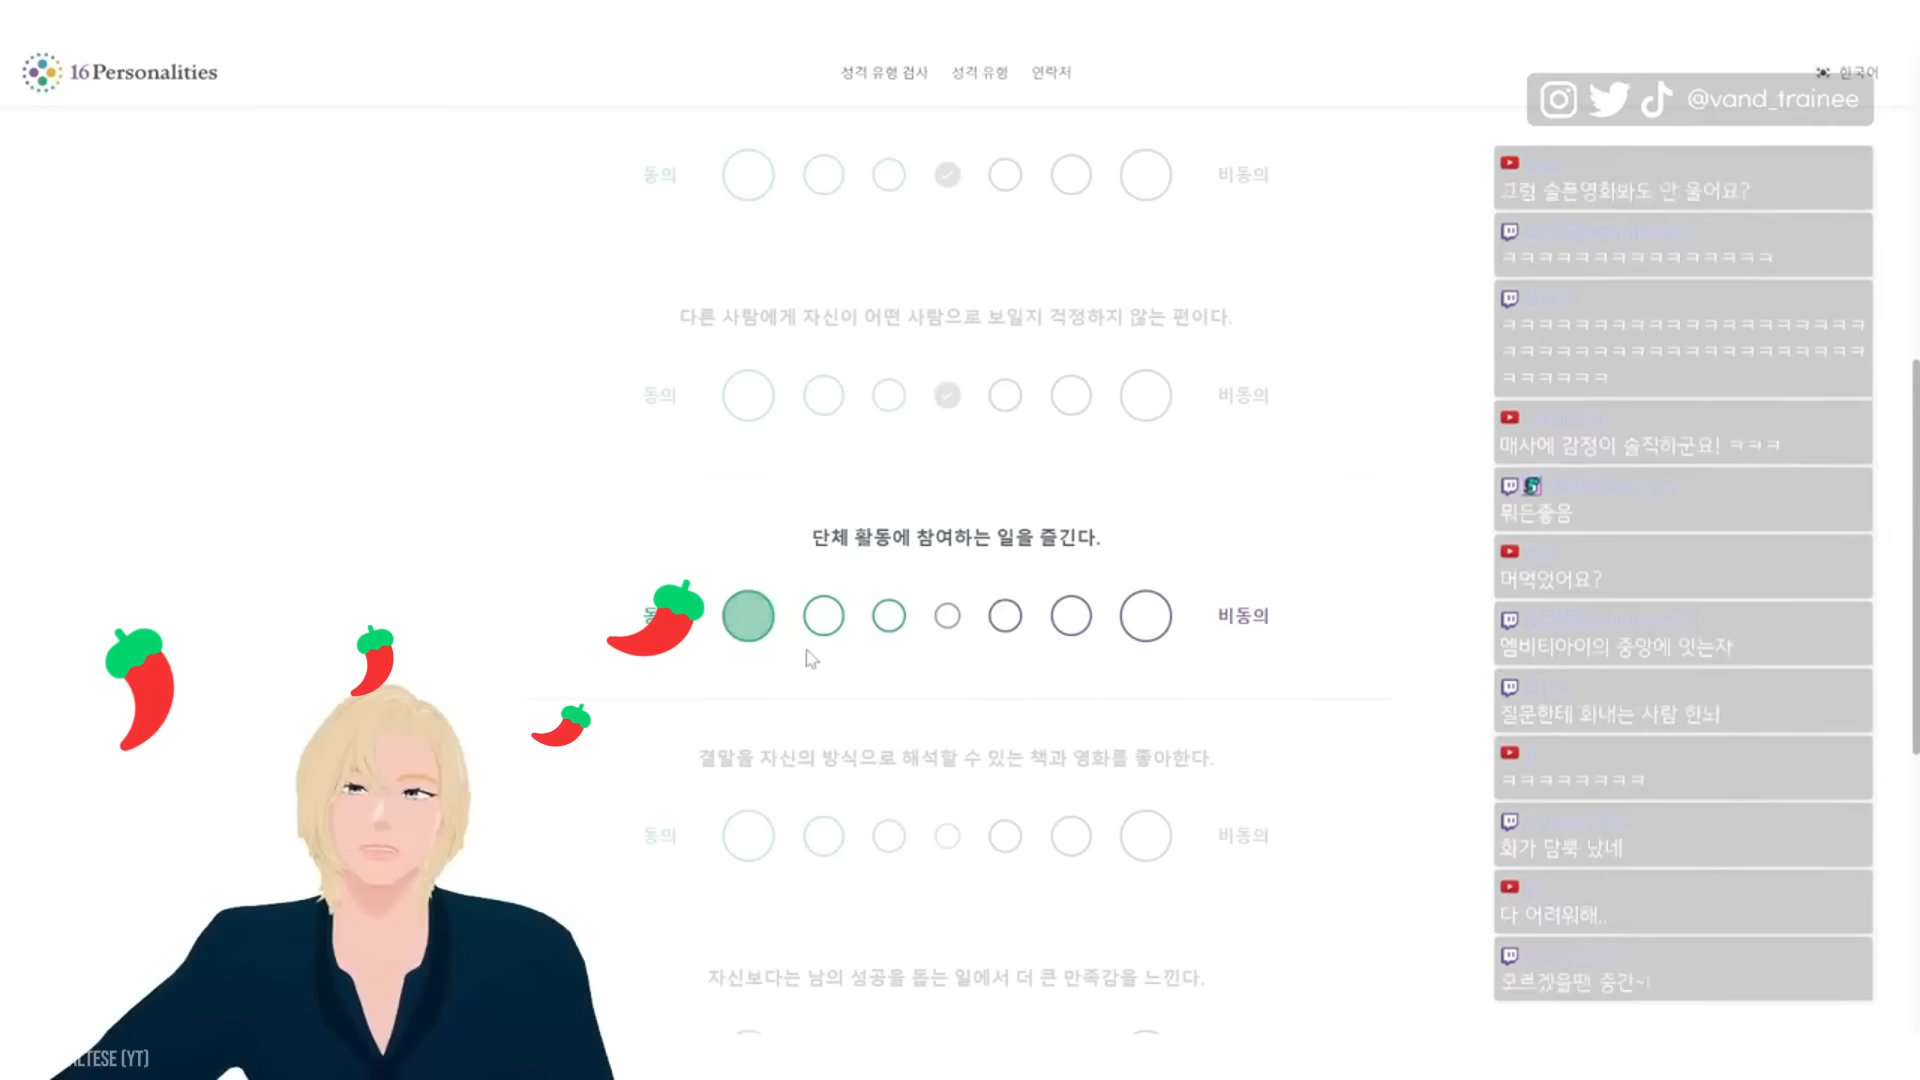 16Personalities
성격 유형 검사 성격 유형 연락처
한국어
@vand_trainee
동의 비동의
다른 사람에게 자신이 어떤 사람으로 보일지 걱정하지 않는 편이다.
동의 비동의
단체 활동에 참여하는 일을 즐긴다.
비동의
결말을 자신의 방식으로 해석할 수 있는 책과 영화를 좋아한다.
동의 비동의
자신보다는 남의 성공을 돕는 일에서 더 큰 만족감을 느낀다.
그럼 슬픈영화봐도 안 울어요?
ㅋㅋㅋㅋㅋㅋㅋㅋㅋㅋㅋㅋㅋㅋㅋ
ㅋㅋㅋㅋㅋㅋㅋㅋㅋㅋㅋㅋㅋㅋㅋㅋㅋㅋㅋㅋ
ㅋㅋㅋㅋㅋㅋㅋㅋㅋㅋㅋㅋㅋㅋㅋㅋㅋㅋㅋㅋ
ㅋㅋㅋㅋㅋㅋ
매사에 감정이 솔직하군요! ㅋㅋㅋ
뭐든좋음
머먹었어요?
엠비티아이의 중앙에 잇는자
질문한테 화내는 사람 한뇌
ㅋㅋㅋㅋㅋㅋㅋㅋ
화가 담뿍 났네
다 어려워해..
모르겠을땐 중간~!
(YT)